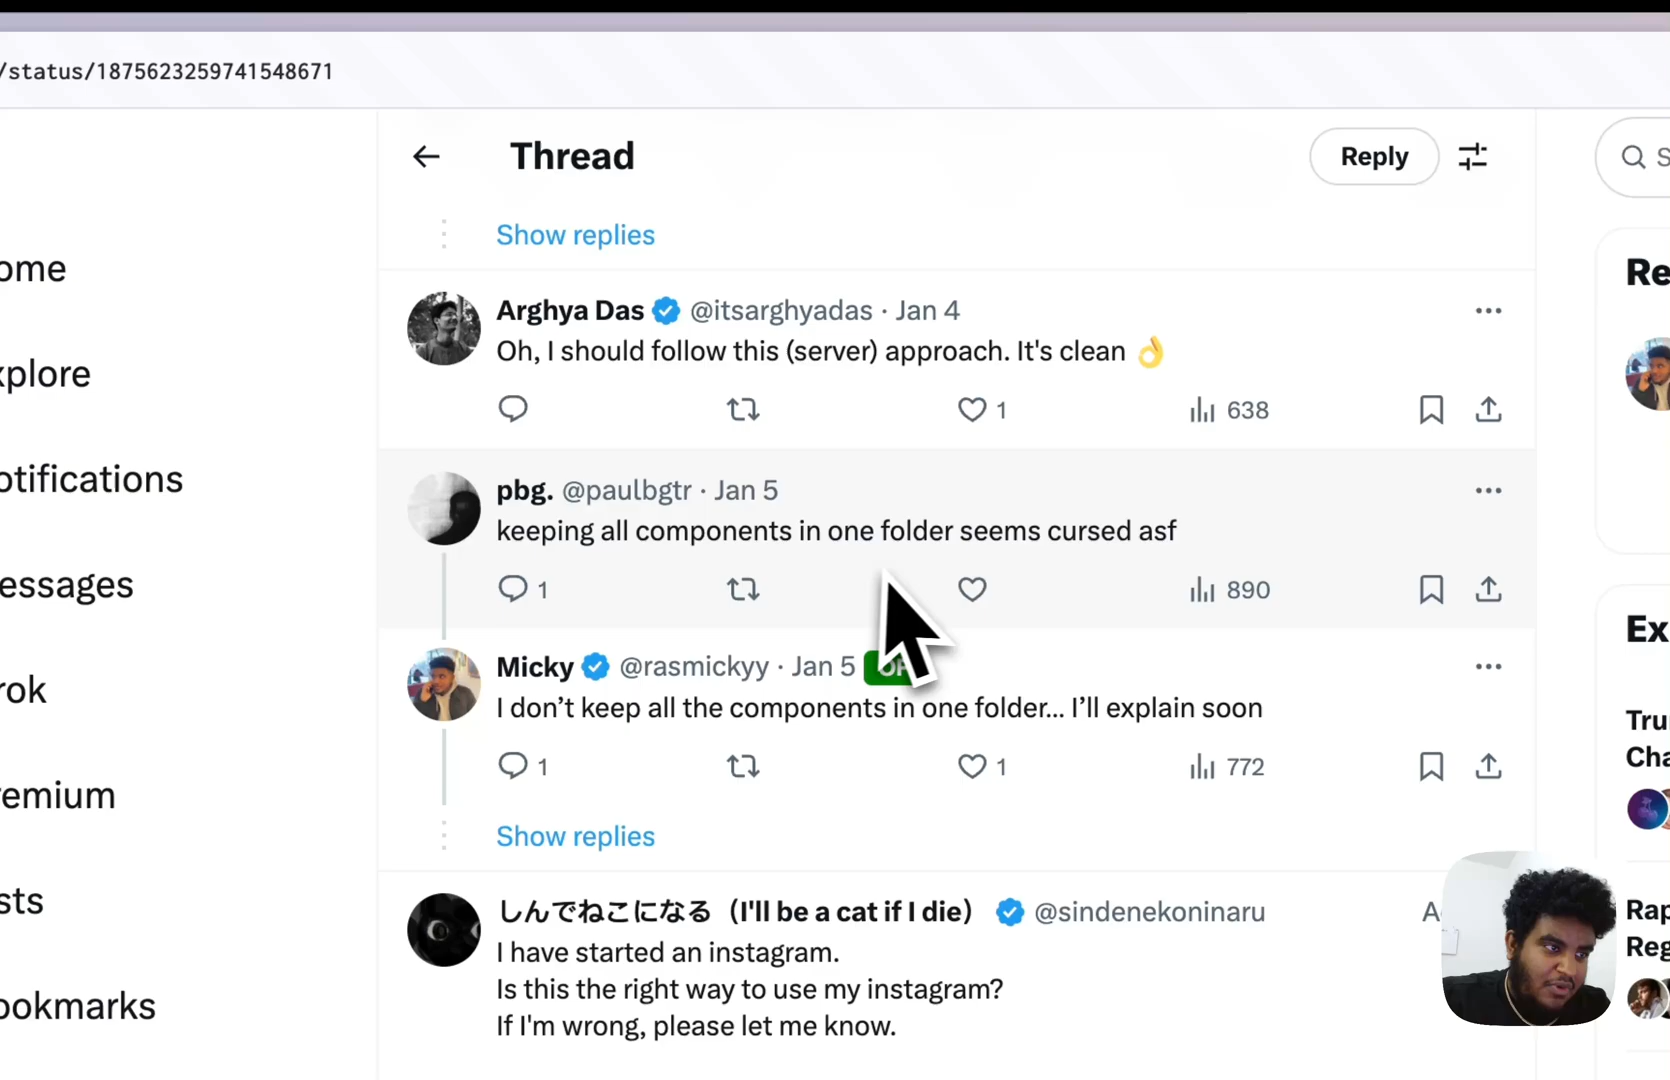 /status/1875623259741548671
Thread
Reply
S
Show replies
ome
Re
Arghya Das @itsarghyadas · Jan 4
Oh, I should follow this (server) approach. It's clean 👌
xplore
1
638
otifications
pbg. @paulbgtr · Jan 5
keeping all components in one folder seems cursed asf
1
890
essages
Ex
Micky @rasmickyy · Jan 5
I don’t keep all the components in one folder... I’ll explain soon
rok
Tru
Cha
1
1
772
remium
Show replies
sts
しんでねこになる（I'll be a cat if I die） @sindenekoninaru
A
Rap
Reg
I have started an instagram.
Is this the right way to use my instagram?
If I'm wrong, please let me know.
ookmarks